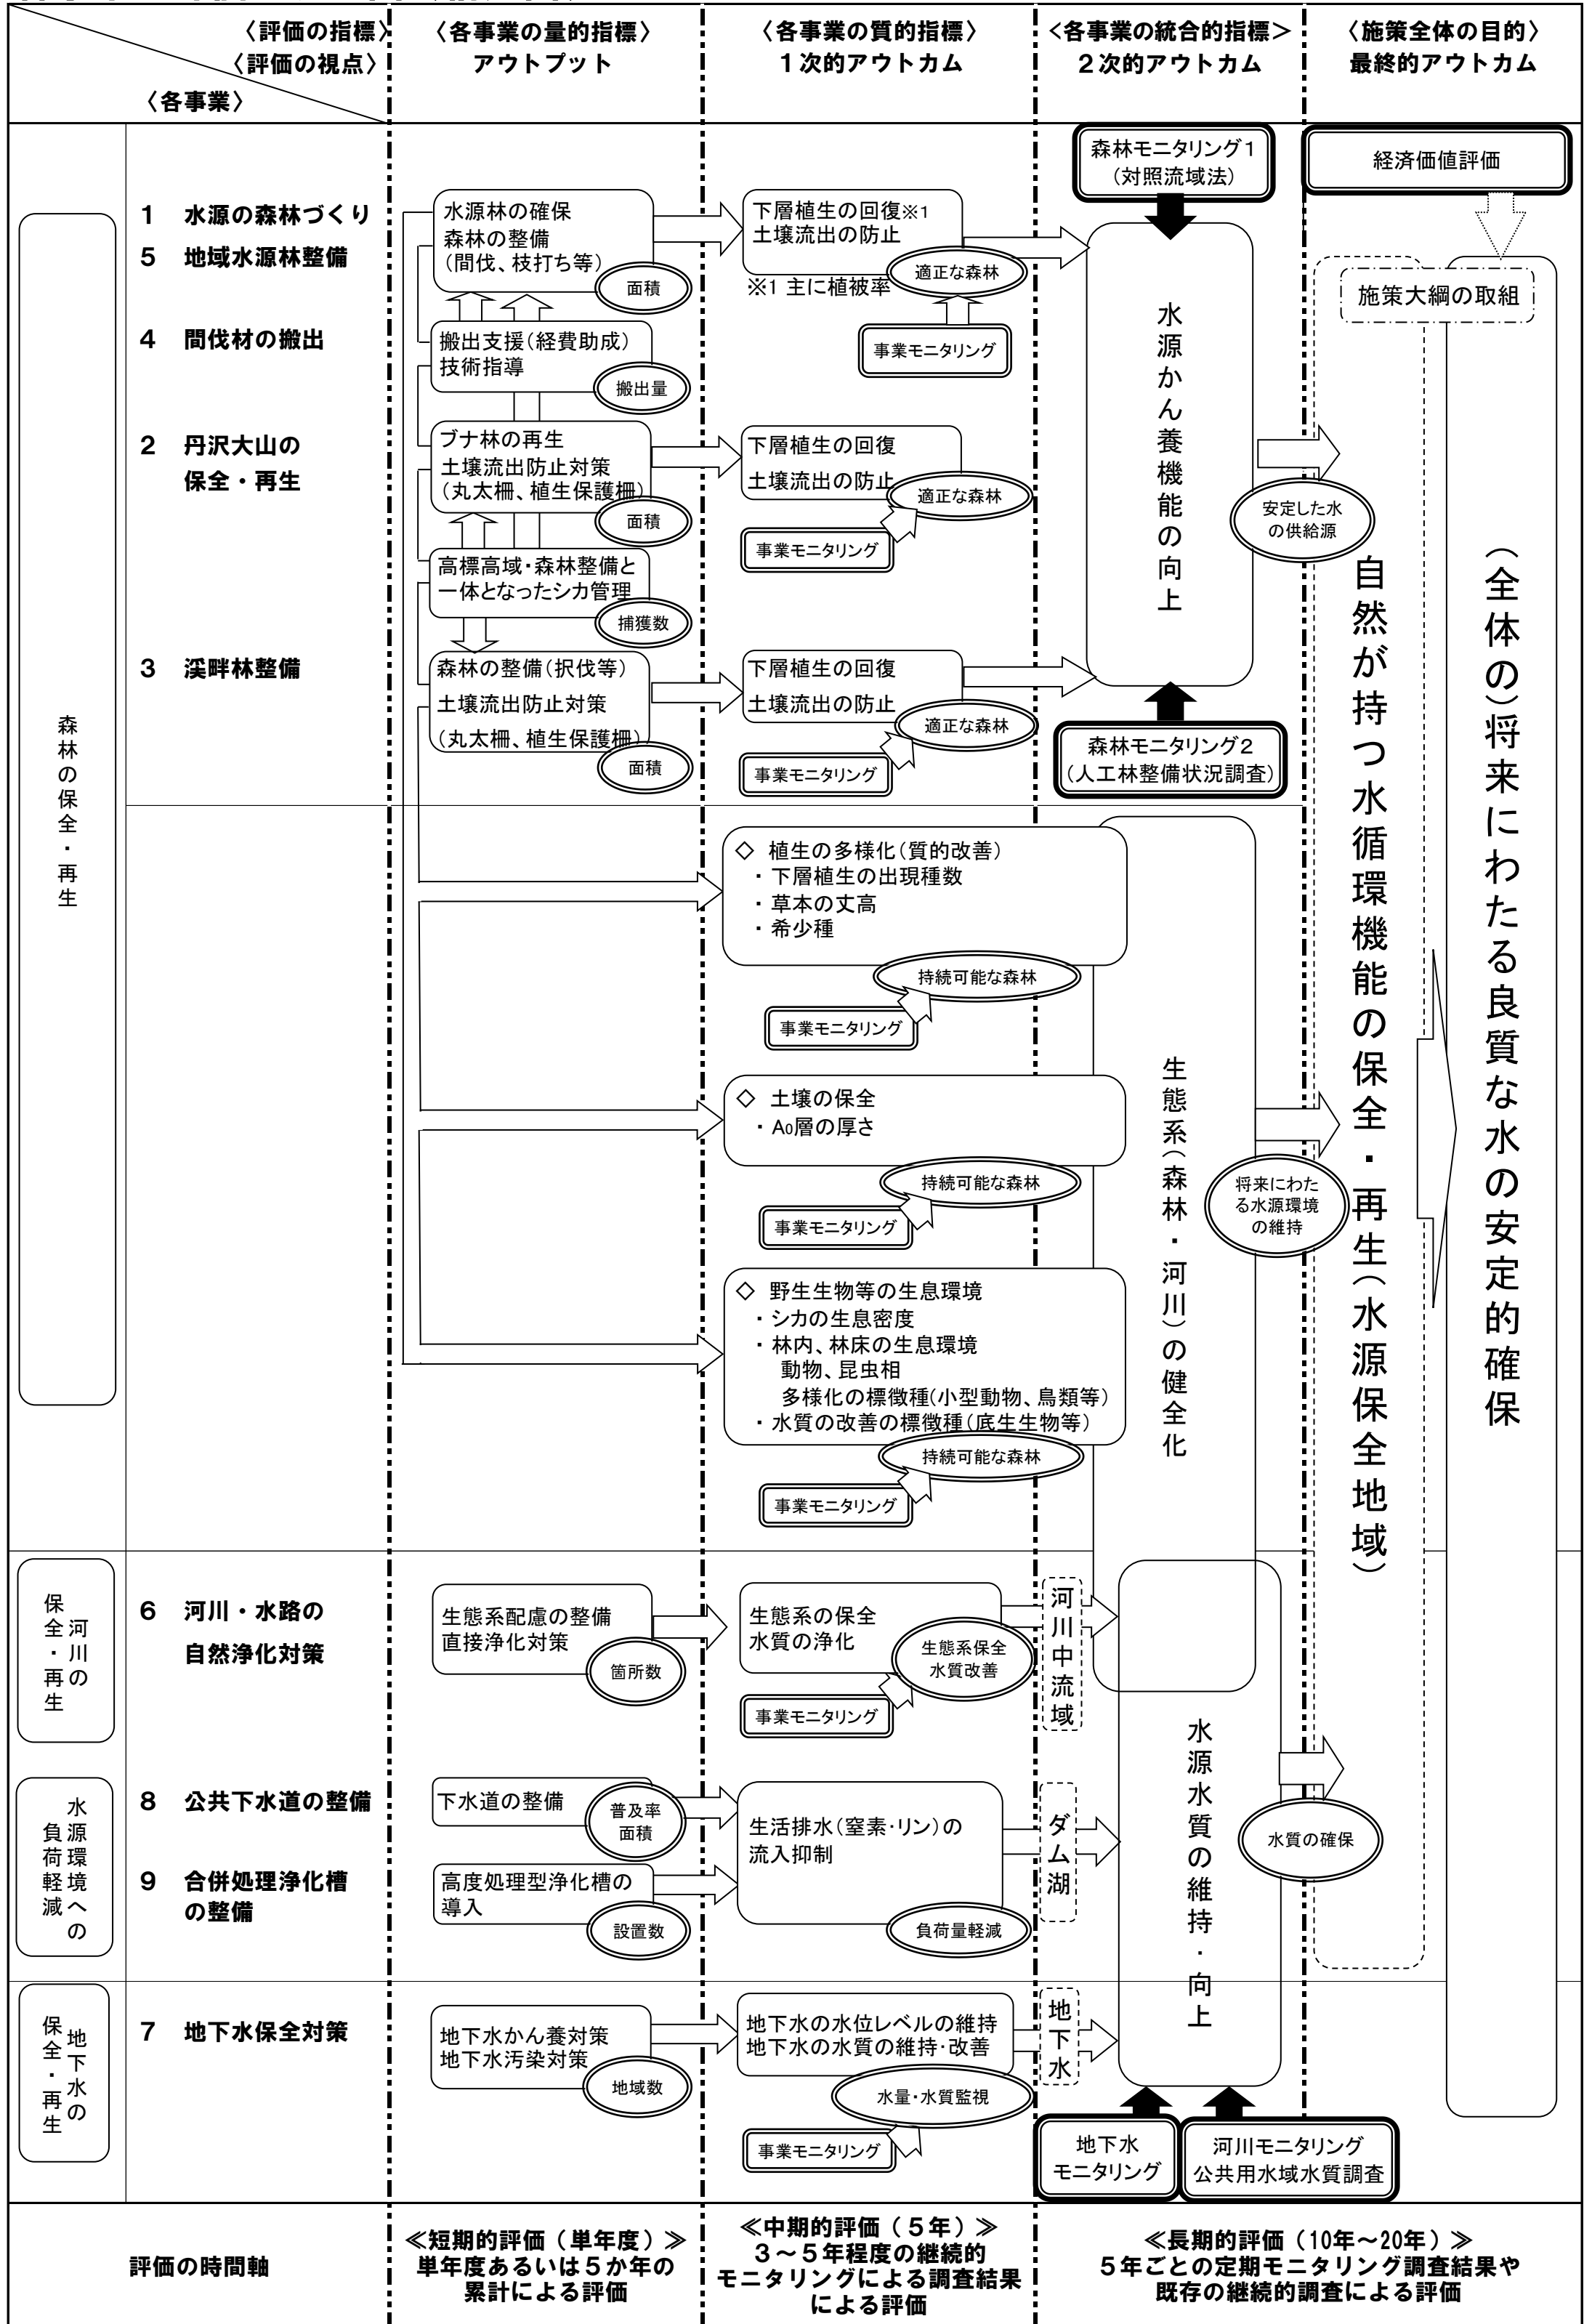 〈評価の指標〉
〈評価の視点〉
〈各事業〉
〈各事業の量的指標〉
アウトプット
〈各事業の質的指標〉
１次的アウトカム
<各事業の統合的指標>
２次的アウトカム
〈施策全体の目的〉
最終的アウトカム
森林の保全・再生
1 水源の森林づくり
5 地域水源林整備
4 間伐材の搬出
2 丹沢大山の
保全・再生
3 渓畔林整備
水源林の確保
森林の整備
(間伐、枝打ち等)
面積
搬出支援(経費助成)
技術指導
搬出量
ブナ林の再生
土壌流出防止対策
(丸太柵、植生保護柵)
面積
高標高域・森林整備と
一体となったシカ管理
捕獲数
森林の整備(択伐等)
土壌流出防止対策
(丸太柵、植生保護柵)
面積
下層植生の回復※1
土壌流出の防止
適正な森林
※1 主に植被率
事業モニタリング
下層植生の回復
土壌流出の防止
適正な森林
事業モニタリング
下層植生の回復
土壌流出の防止
適正な森林
事業モニタリング
◇ 植生の多様化(質的改善)
・下層植生の出現種数
・草本の丈高
・希少種
持続可能な森林
事業モニタリング
◇ 土壌の保全
・A0層の厚さ
持続可能な森林
事業モニタリング
◇ 野生生物等の生息環境
・シカの生息密度
・林内、林床の生息環境
動物、昆虫相
多様化の標徴種(小型動物、鳥類等)
・水質の改善の標徴種(底生生物等)
持続可能な森林
事業モニタリング
森林モニタリング1
(対照流域法)
水源かん養機能の向上
森林モニタリング2
(人工林整備状況調査)
生態系(森林・河川)の健全化
経済価値評価
施策大綱の取組
安定した水
の供給源
将来にわた
る水源環境
の維持
自然が持つ水循環機能の保全・再生(水源保全地域)
(全体の)将来にわたる良質な水の安定的確保
河川の
保全・再生
6 河川・水路の
自然浄化対策
生態系配慮の整備
直接浄化対策
箇所数
生態系の保全
水質の浄化
生態系保全
水質改善
事業モニタリング
河川中流域
水源環境への
負荷軽減
8 公共下水道の整備
9 合併処理浄化槽
の整備
下水道の整備
普及率
面積
高度処理型浄化槽の
導入
設置数
生活排水(窒素・リン)の
流入抑制
負荷量軽減
ダム湖
水源水質の維持・向上
水質の確保
地下水の
保全・再生
7 地下水保全対策
地下水かん養対策
地下水汚染対策
地域数
地下水の水位レベルの維持
地下水の水質の維持・改善
水量・水質監視
事業モニタリング
地下水
地下水
モニタリング
河川モニタリング
公共用水域水質調査
評価の時間軸
≪短期的評価（単年度）≫
単年度あるいは５か年の
累計による評価
≪中期的評価（５年）≫
３～５年程度の継続的
モニタリングによる調査結果
による評価
≪長期的評価（10年～20年）≫
５年ごとの定期モニタリング調査結果や
既存の継続的調査による評価